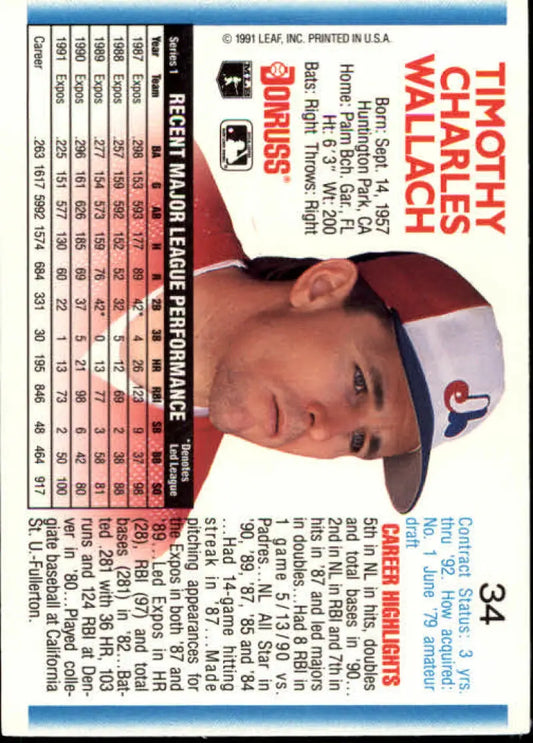 34
TIMOTHY
CHARLES
WALLACH
Born: Sept. 14, 1957
Huntington Park, CA
Home: Palm Bch. Gar., FL
Ht: 6'3" Wt: 200
Bats: Right Throws: Right
DONRUSS®
MLB
© 1991 LEAF, INC. PRINTED IN U.S.A.
Contract Status: 3 yrs.
thru '92. How acquired:
No. 1 June '79 amateur
draft
CAREER HIGHLIGHTS
5th in NL in hits, doubles
and total bases in '90...
2nd in NL in RBI and 7th in
hits in '87 and led majors
in doubles...Had 8 RBI in
1 game 5/13/90 vs.
Padres...NL All Star in
'90, '89, '87, '85 and '84
...Had 14-game hitting
streak in '87...Made
pitching appearances for
the Expos in both '87 and
'89...Led Expos in HR
(28), RBI (97) and total
bases (281) in '82...Bat-
ted .281 with 36 HR, 103
runs and 124 RBI at Den-
ver in '80...Played colle-
giate baseball at California
St. U.-Fullerton.
Series 1 RECENT MAJOR LEAGUE PERFORMANCE *Denotes
Led League
Year Team BA G AB H R 2B 3B HR RBI SB BB SO
1987 Expos .298 153 593 177 89 42* 4 26 123 9 37 98
1988 Expos .257 159 592 152 52 32 5 12 69 2 38 88
1989 Expos .277 154 573 159 76 42* 0 13 77 3 58 81
1990 Expos .296 161 626 185 69 37 5 21 98 6 42 80
1991 Expos .225 151 577 130 60 22 1 13 73 2 50 100
Career .263 1617 5992 1574 684 331 30 195 846 48 464 917